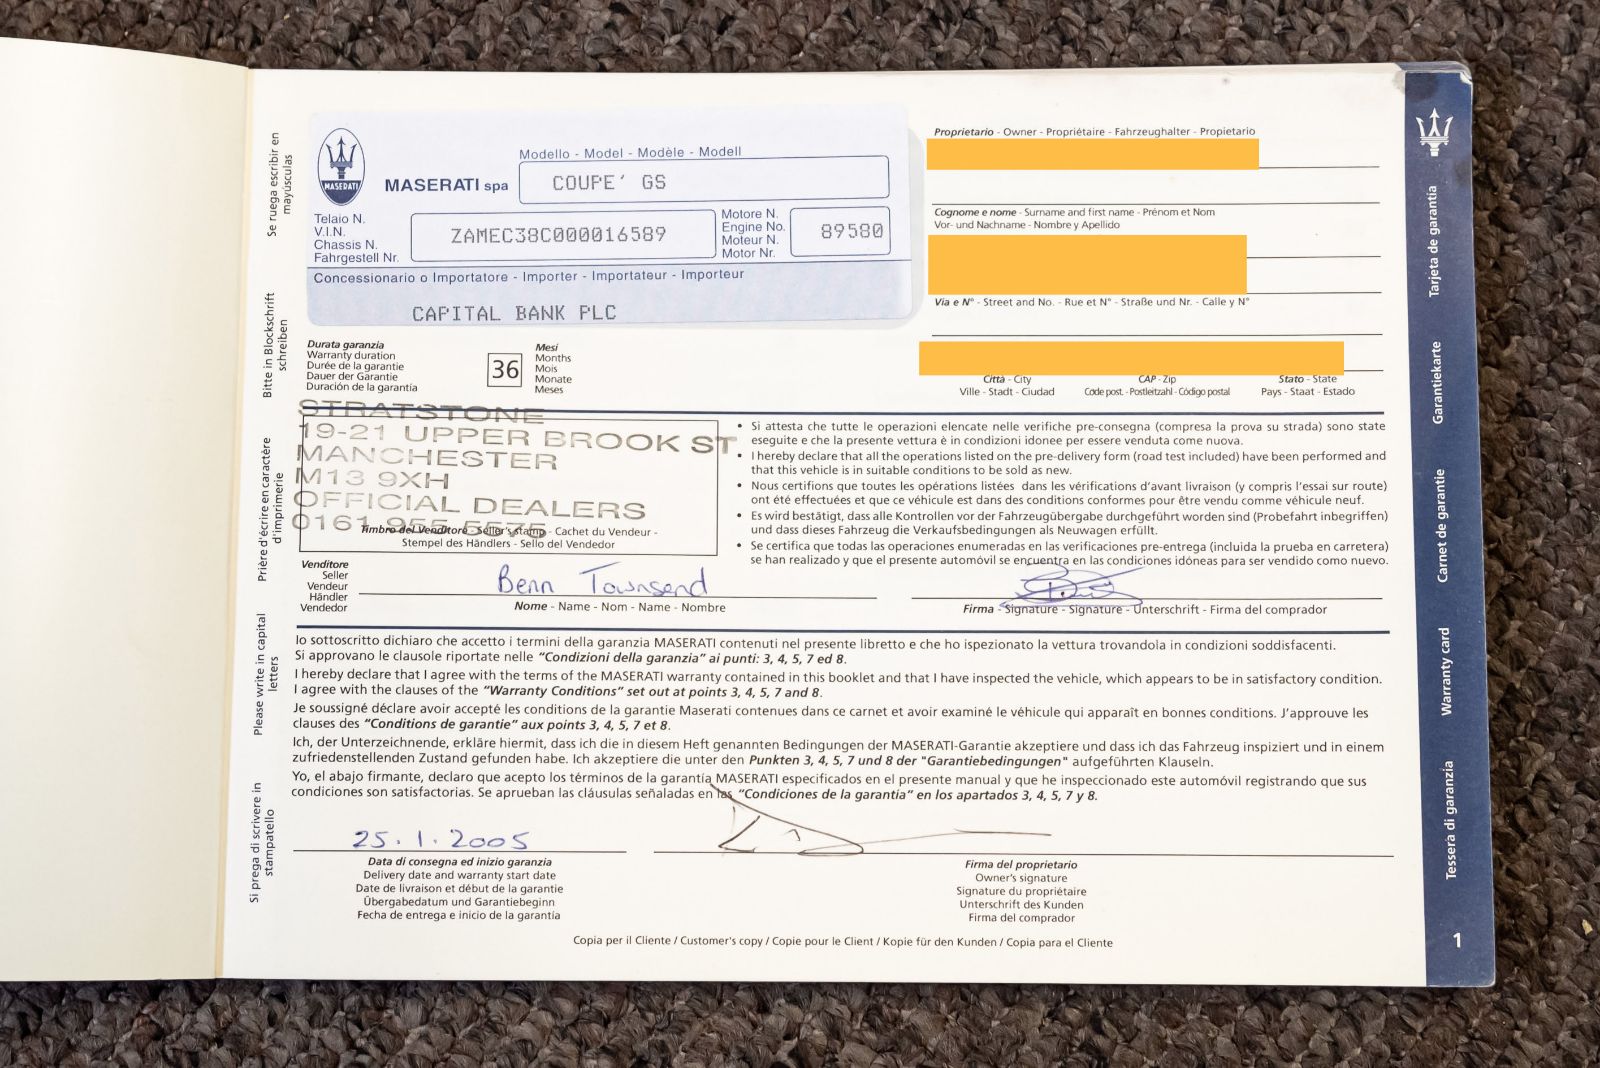 Se ruega escribir en
mayúsculas
Bitte in Blockschrift
schreiben
Prière d'écrire en caractère
d'imprimerie
Please write in capital
letters
Si prega di scrivere in
stampatello
MASERATI
MASERATI spa
Modello - Model - Modèle - Modell
COUPE' GS
Telaio N.
V.I.N.
Chassis N.
Fahrgestell Nr.
ZAMEC38C000016589
Motore N.
Engine No.
Moteur N.
Motor Nr.
89580
Concessionario o Importatore - Importer - Importateur - Importeur
CAPITAL BANK PLC
Proprietario - Owner - Propriétaire - Fahrzeughalter - Propietario
Cognome e nome - Surname and first name - Prénom et Nom
Vor- und Nachname - Nombre y Apellido
Via e N° - Street and No. - Rue et N° - Straße und Nr. - Calle y N°
Città - City
Ville - Stadt - Ciudad
CAP - Zip
Code post. - Postleitzahl - Código postal
Stato - State
Pays - Staat - Estado
Durata garanzia
Warranty duration
Durée de la garantie
Dauer der Garantie
Duración de la garantía
36
Mesi
Months
Mois
Monate
Meses
STRATSTONE
19-21 UPPER BROOK ST
MANCHESTER
M13 9XH
OFFICIAL DEALERS
0161
Timbro del Venditore - Seller's stamp - Cachet du Vendeur -
Stempel des Händlers - Sello del Vendedor
• Si attesta che tutte le operazioni elencate nelle verifiche pre-consegna (compresa la prova su strada) sono state
eseguite e che la presente vettura è in condizioni idonee per essere venduta come nuova.
• I hereby declare that all the operations listed on the pre-delivery form (road test included) have been performed and
that this vehicle is in suitable conditions to be sold as new.
• Nous certifions que toutes les opérations listées dans les vérifications d'avant livraison (y compris l'essai sur route)
ont été effectuées et que ce véhicule est dans des conditions conformes pour être vendu comme véhicule neuf.
• Es wird bestätigt, dass alle Kontrollen vor der Fahrzeugübergabe durchgeführt worden sind (Probefahrt inbegriffen)
und dass dieses Fahrzeug die Verkaufsbedingungen als Neuwagen erfüllt.
• Se certifica que todas las operaciones enumeradas en las verificaciones pre-entrega (incluida la prueba en carretera)
se han realizado y que el presente automóvil se encuentra en las condiciones idóneas para ser vendido como nuevo.
Venditore
Seller
Vendeur
Händler
Vendedor
Benn Townsend
Nome - Name - Nom - Name - Nombre
Firma - Signature - Signature - Unterschrift - Firma del comprador
Io sottoscritto dichiaro che accetto i termini della garanzia MASERATI contenuti nel presente libretto e che ho ispezionato la vettura trovandola in condizioni soddisfacenti.
Si approvano le clausole riportate nelle “Condizioni della garanzia” ai punti: 3, 4, 5, 7 ed 8.
I hereby declare that I agree with the terms of the MASERATI warranty contained in this booklet and that I have inspected the vehicle, which appears to be in satisfactory condition.
I agree with the clauses of the “Warranty Conditions” set out at points 3, 4, 5, 7 and 8.
Je soussigné déclare avoir accepté les conditions de la garantie Maserati contenues dans ce carnet et avoir examiné le véhicule qui apparaît en bonnes conditions. J'approuve les
clauses des “Conditions de garantie” aux points 3, 4, 5, 7 et 8.
Ich, der Unterzeichnende, erkläre hiermit, dass ich die in diesem Heft genannten Bedingungen der MASERATI-Garantie akzeptiere und dass ich das Fahrzeug inspiziert und in einem
zufriedenstellenden Zustand gefunden habe. Ich akzeptiere die unter den Punkten 3, 4, 5, 7 und 8 der "Garantiebedingungen" aufgeführten Klauseln.
Yo, el abajo firmante, declaro que acepto los términos de la garantía MASERATI especificados en el presente manual y que he inspeccionado este automóvil registrando que sus
condiciones son satisfactorias. Se aprueban las cláusulas señaladas en las “Condiciones de la garantía” en los apartados 3, 4, 5, 7 y 8.
25.1.2005
Data di consegna ed inizio garanzia
Delivery date and warranty start date
Date de livraison et début de la garantie
Übergabedatum und Garantiebeginn
Fecha de entrega e inicio de la garantía
Firma del proprietario
Owner's signature
Signature du propriétaire
Unterschrift des Kunden
Firma del comprador
Copia per il Cliente / Customer's copy / Copie pour le Client / Kopie für den Kunden / Copia para el Cliente
Tarjeta de garantía
Garantiekarte
Carnet de garantie
Warranty card
Tessera di garanzia
1